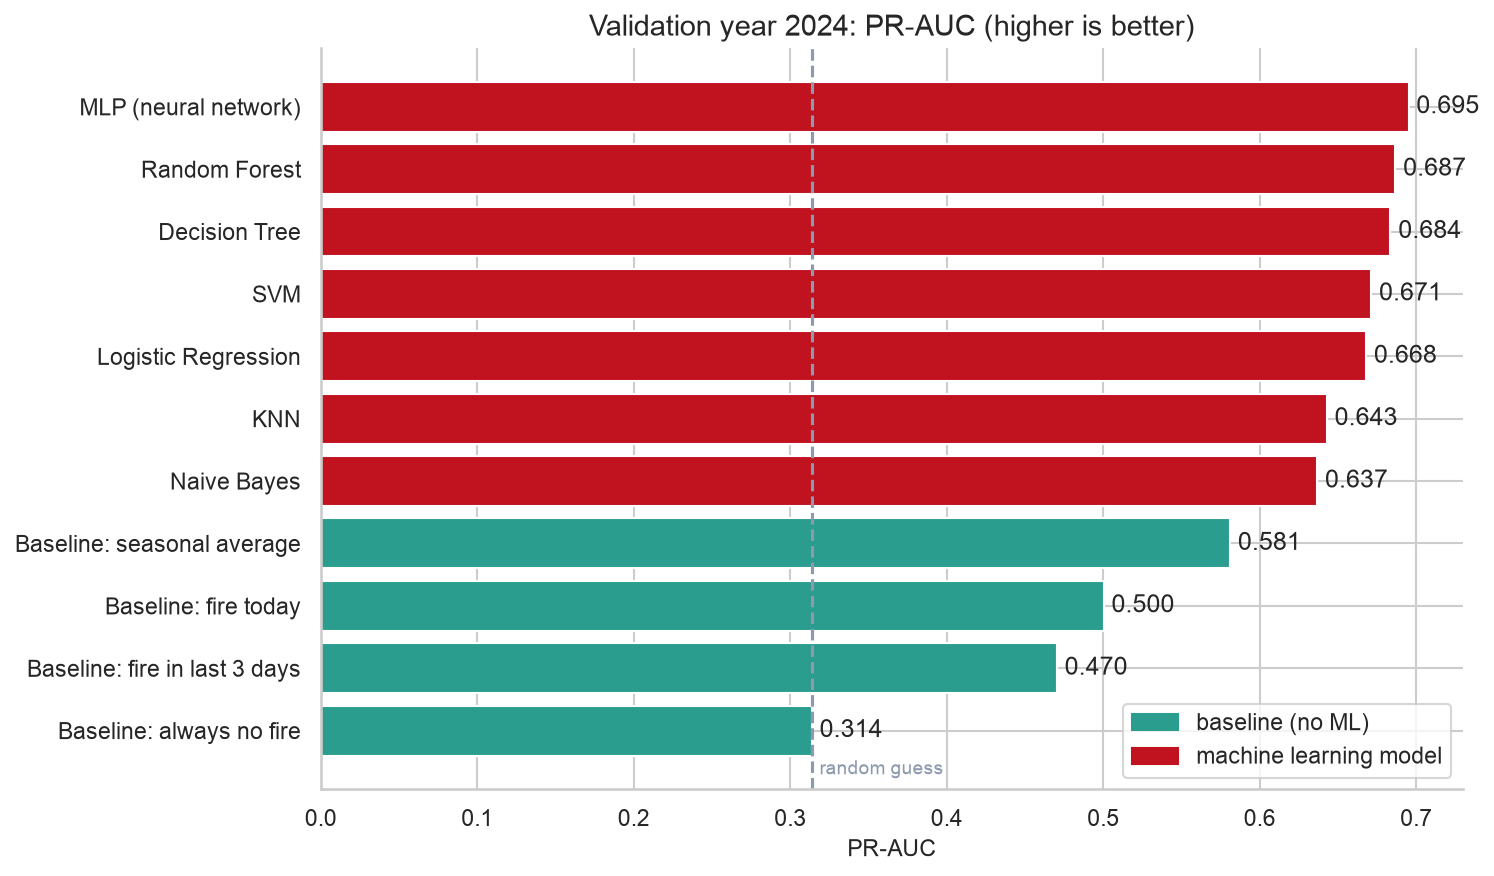 Validation year 2024: PR-AUC (higher is better)
MLP (neural network) 0.695
Random Forest 0.687
Decision Tree 0.684
SVM 0.671
Logistic Regression 0.668
KNN 0.643
Naive Bayes 0.637
Baseline: seasonal average 0.581
Baseline: fire today 0.500
Baseline: fire in last 3 days 0.470
Baseline: always no fire 0.314
baseline (no ML)
machine learning model
random guess
0.0 0.1 0.2 0.3 0.4 0.5 0.6 0.7
PR-AUC